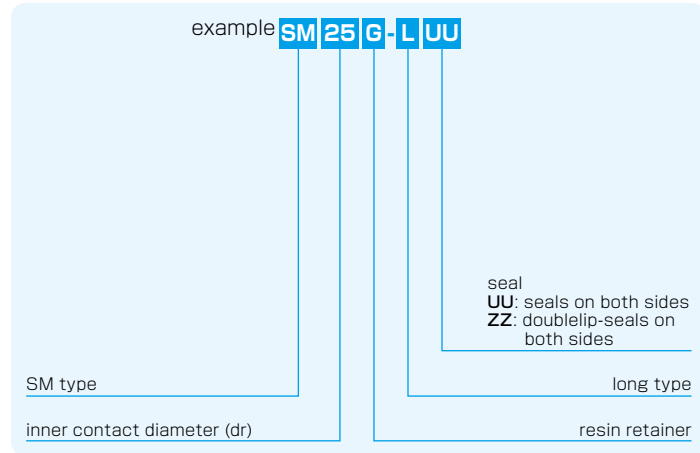 example SM 25 G - L UU
seal
UU: seals on both sides
ZZ: doublelip-seals on
both sides
SM type
long type
inner contact diameter (dr)
resin retainer